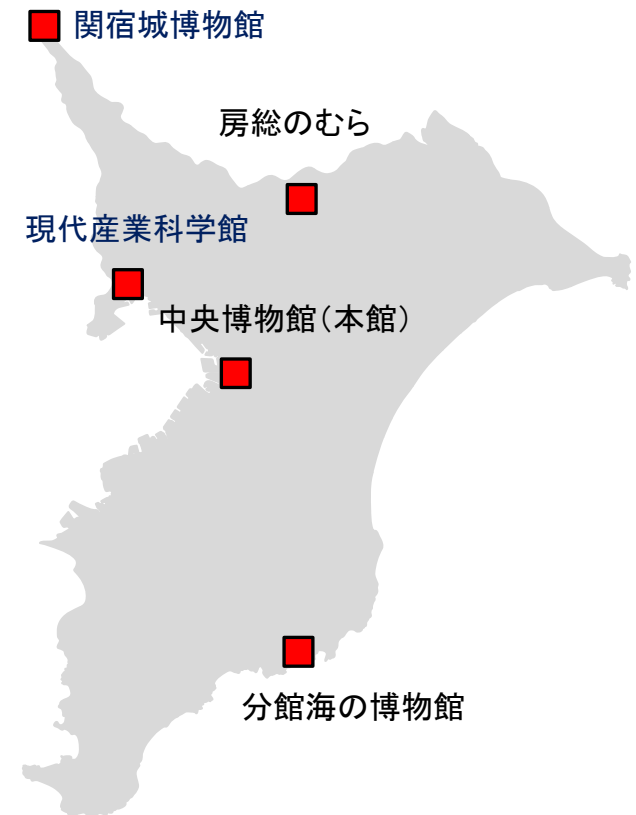 関宿城博物館
房総のむら
現代産業科学館
中央博物館（本館）
分館海の博物館